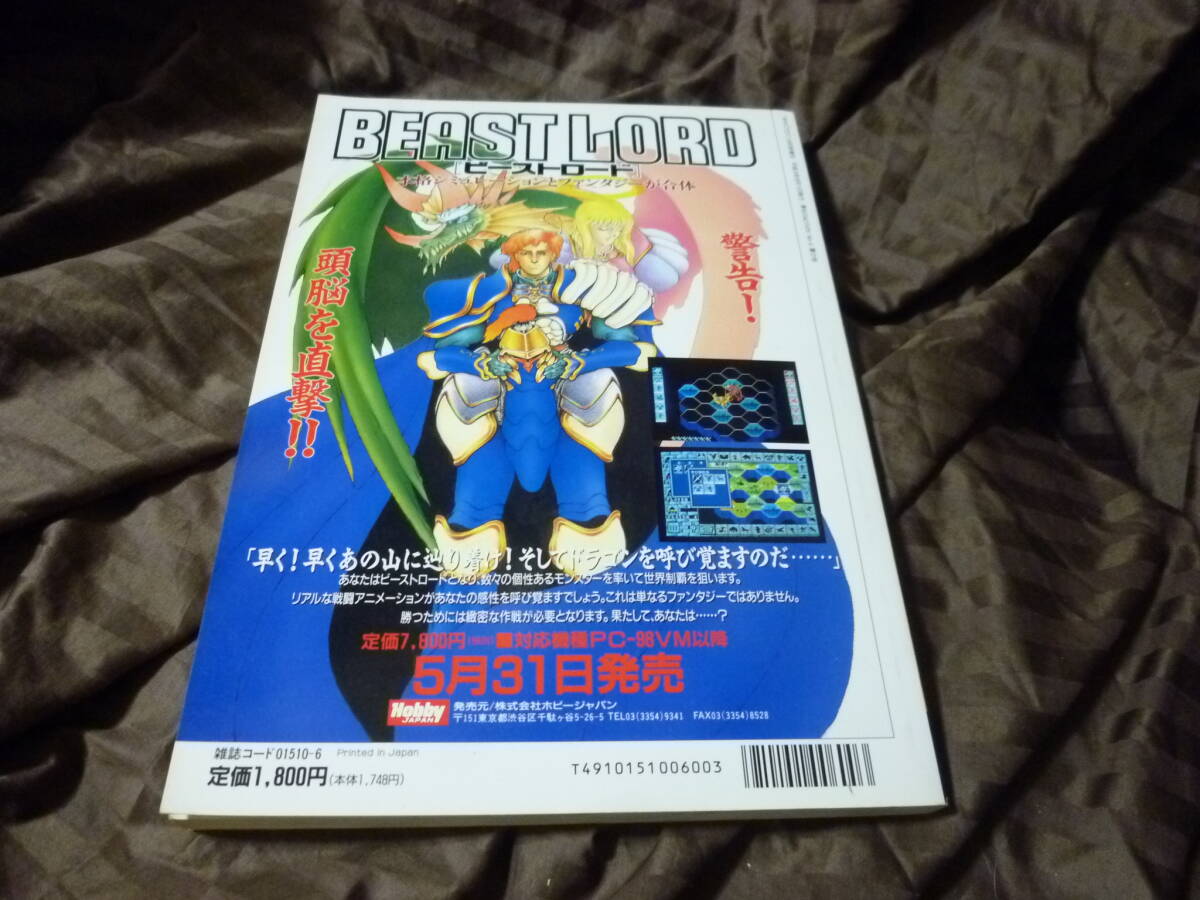 BEAST LORD
[ビーストロード]
本格シミュレーションとファンタジーが合体
警告!
頭脳を直撃!!
「早く!早くあの山に辿り着け!そしてドラゴンを呼び覚ますのだ……」
あなたはビーストロードとなり、数々の個性あるモンスターを率いて世界制覇を狙います。
リアルな戦闘アニメーションがあなたの感性を呼び覚ますでしょう。これは単なるファンタジーではありません。
勝つためには緻密な作戦が必要となります。果たして、あなたは……?
定価7,800円(税別)■対応機種PC-98VM以降
5月31日発売
Hobby JAPAN
発売元/株式会社ホビージャパン
〒151東京都渋谷区千駄ヶ谷5-26-5 TEL03(3354)9341 FAX03(3354)8528
雑誌コード01510-6 Printed in Japan
定価1,800円(本体1,748円)
T4910151006003